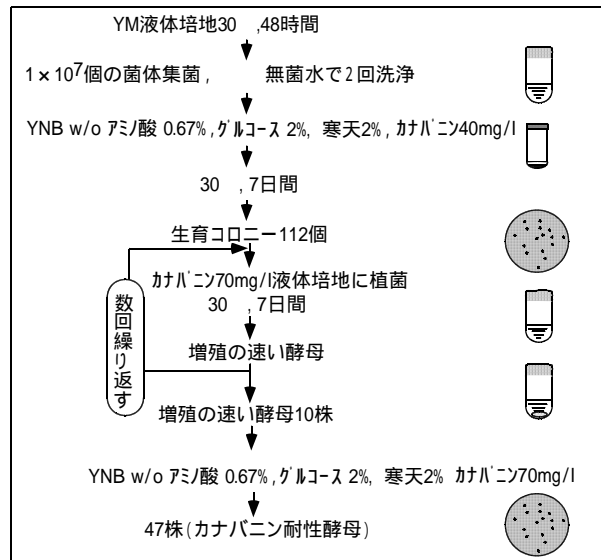 YM液体培地30 ,48時間
1×10⁷個の菌体集菌, 無菌水で2回洗浄
YNB w/o アミノ酸 0.67%,グルコース 2%, 寒天2%,カナバニン40mg/l
30 ,7日間
生育コロニー112個
カナバニン70mg/l液体培地に植菌
30 ,7日間
数回繰り返す
増殖の速い酵母
増殖の速い酵母10株
YNB w/o アミノ酸 0.67%,グルコース 2%, 寒天2% カナバニン70mg/l
47株(カナバニン耐性酵母)